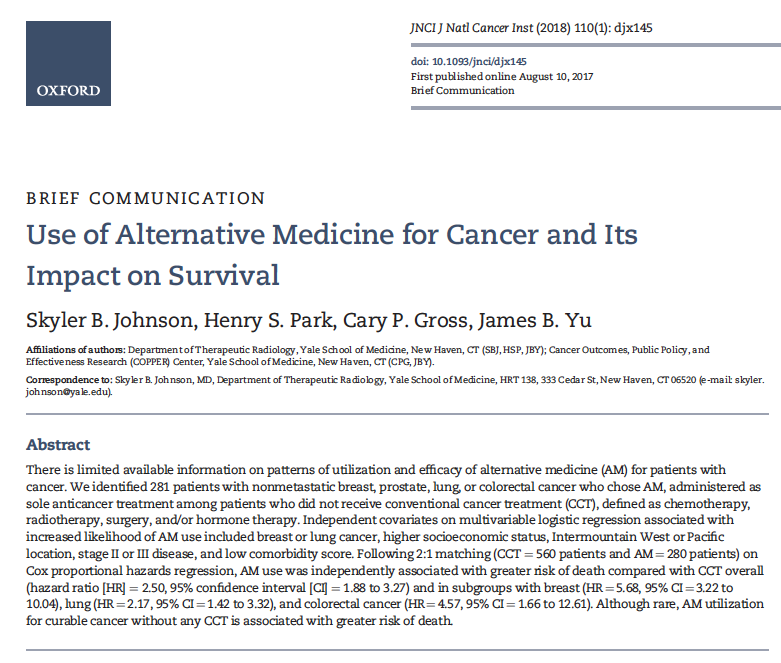 OXFORD
JNCI J Natl Cancer Inst (2018) 110(1): djx145
doi: 10.1093/jnci/djx145
First published online August 10, 2017
Brief Communication
BRIEF COMMUNICATION
Use of Alternative Medicine for Cancer and Its
Impact on Survival
Skyler B. Johnson, Henry S. Park, Cary P. Gross, James B. Yu
Affiliations of authors: Department of Therapeutic Radiology, Yale School of Medicine, New Haven, CT (SBJ, HSP, JBY); Cancer Outcomes, Public Policy, and
Effectiveness Research (COPPER) Center, Yale School of Medicine, New Haven, CT (CPG, JBY).
Correspondence to: Skyler B. Johnson, MD, Department of Therapeutic Radiology, Yale School of Medicine, HRT 138, 333 Cedar St, New Haven, CT 06520 (e-mail: skyler.
johnson@yale.edu).
Abstract
There is limited available information on patterns of utilization and efficacy of alternative medicine (AM) for patients with
cancer. We identified 281 patients with nonmetastatic breast, prostate, lung, or colorectal cancer who chose AM, administered as
sole anticancer treatment among patients who did not receive conventional cancer treatment (CCT), defined as chemotherapy,
radiotherapy, surgery, and/or hormone therapy. Independent covariates on multivariable logistic regression associated with
increased likelihood of AM use included breast or lung cancer, higher socioeconomic status, Intermountain West or Pacific
location, stage II or III disease, and low comorbidity score. Following 2:1 matching (CCT = 560 patients and AM = 280 patients) on
Cox proportional hazards regression, AM use was independently associated with greater risk of death compared with CCT overall
(hazard ratio [HR] = 2.50, 95% confidence interval [CI] = 1.88 to 3.27) and in subgroups with breast (HR = 5.68, 95% CI = 3.22 to
10.04), lung (HR = 2.17, 95% CI = 1.42 to 3.32), and colorectal cancer (HR = 4.57, 95% CI = 1.66 to 12.61). Although rare, AM utilization
for curable cancer without any CCT is associated with greater risk of death.